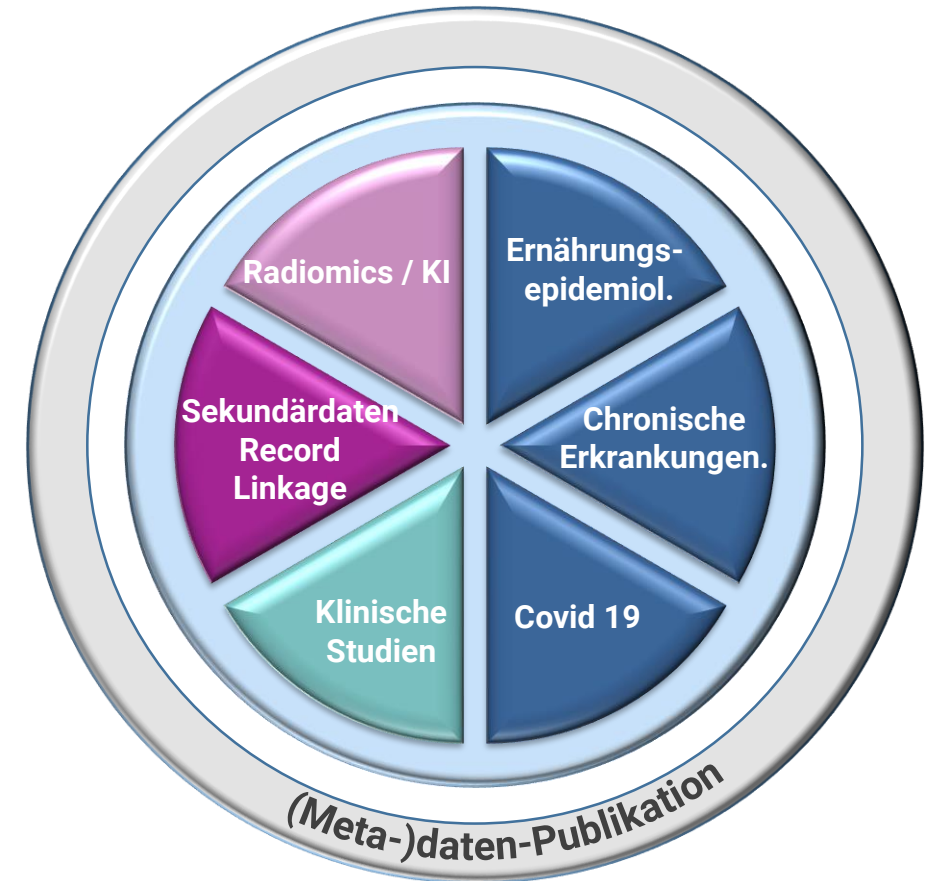 Radiomics / KI
Ernährungs-
epidemiol.
Sekundärdaten
Record
Linkage
Chronische
Erkrankungen.
Klinische
Studien
Covid 19
(Meta-)daten-Publikation